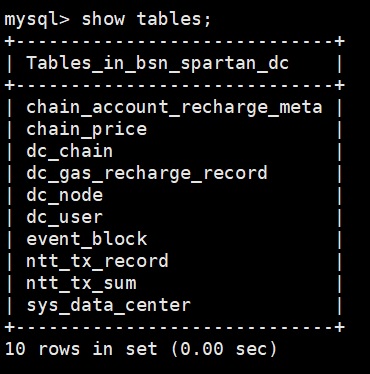 mysql> show tables;
+-----------------------------+
| Tables_in_bsn_spartan_dc    |
+-----------------------------+
| chain_account_recharge_meta |
| chain_price                 |
| dc_chain                    |
| dc_gas_recharge_record      |
| dc_node                     |
| dc_user                     |
| event_block                 |
| ntt_tx_record               |
| ntt_tx_sum                  |
| sys_data_center             |
+-----------------------------+
10 rows in set (0.00 sec)